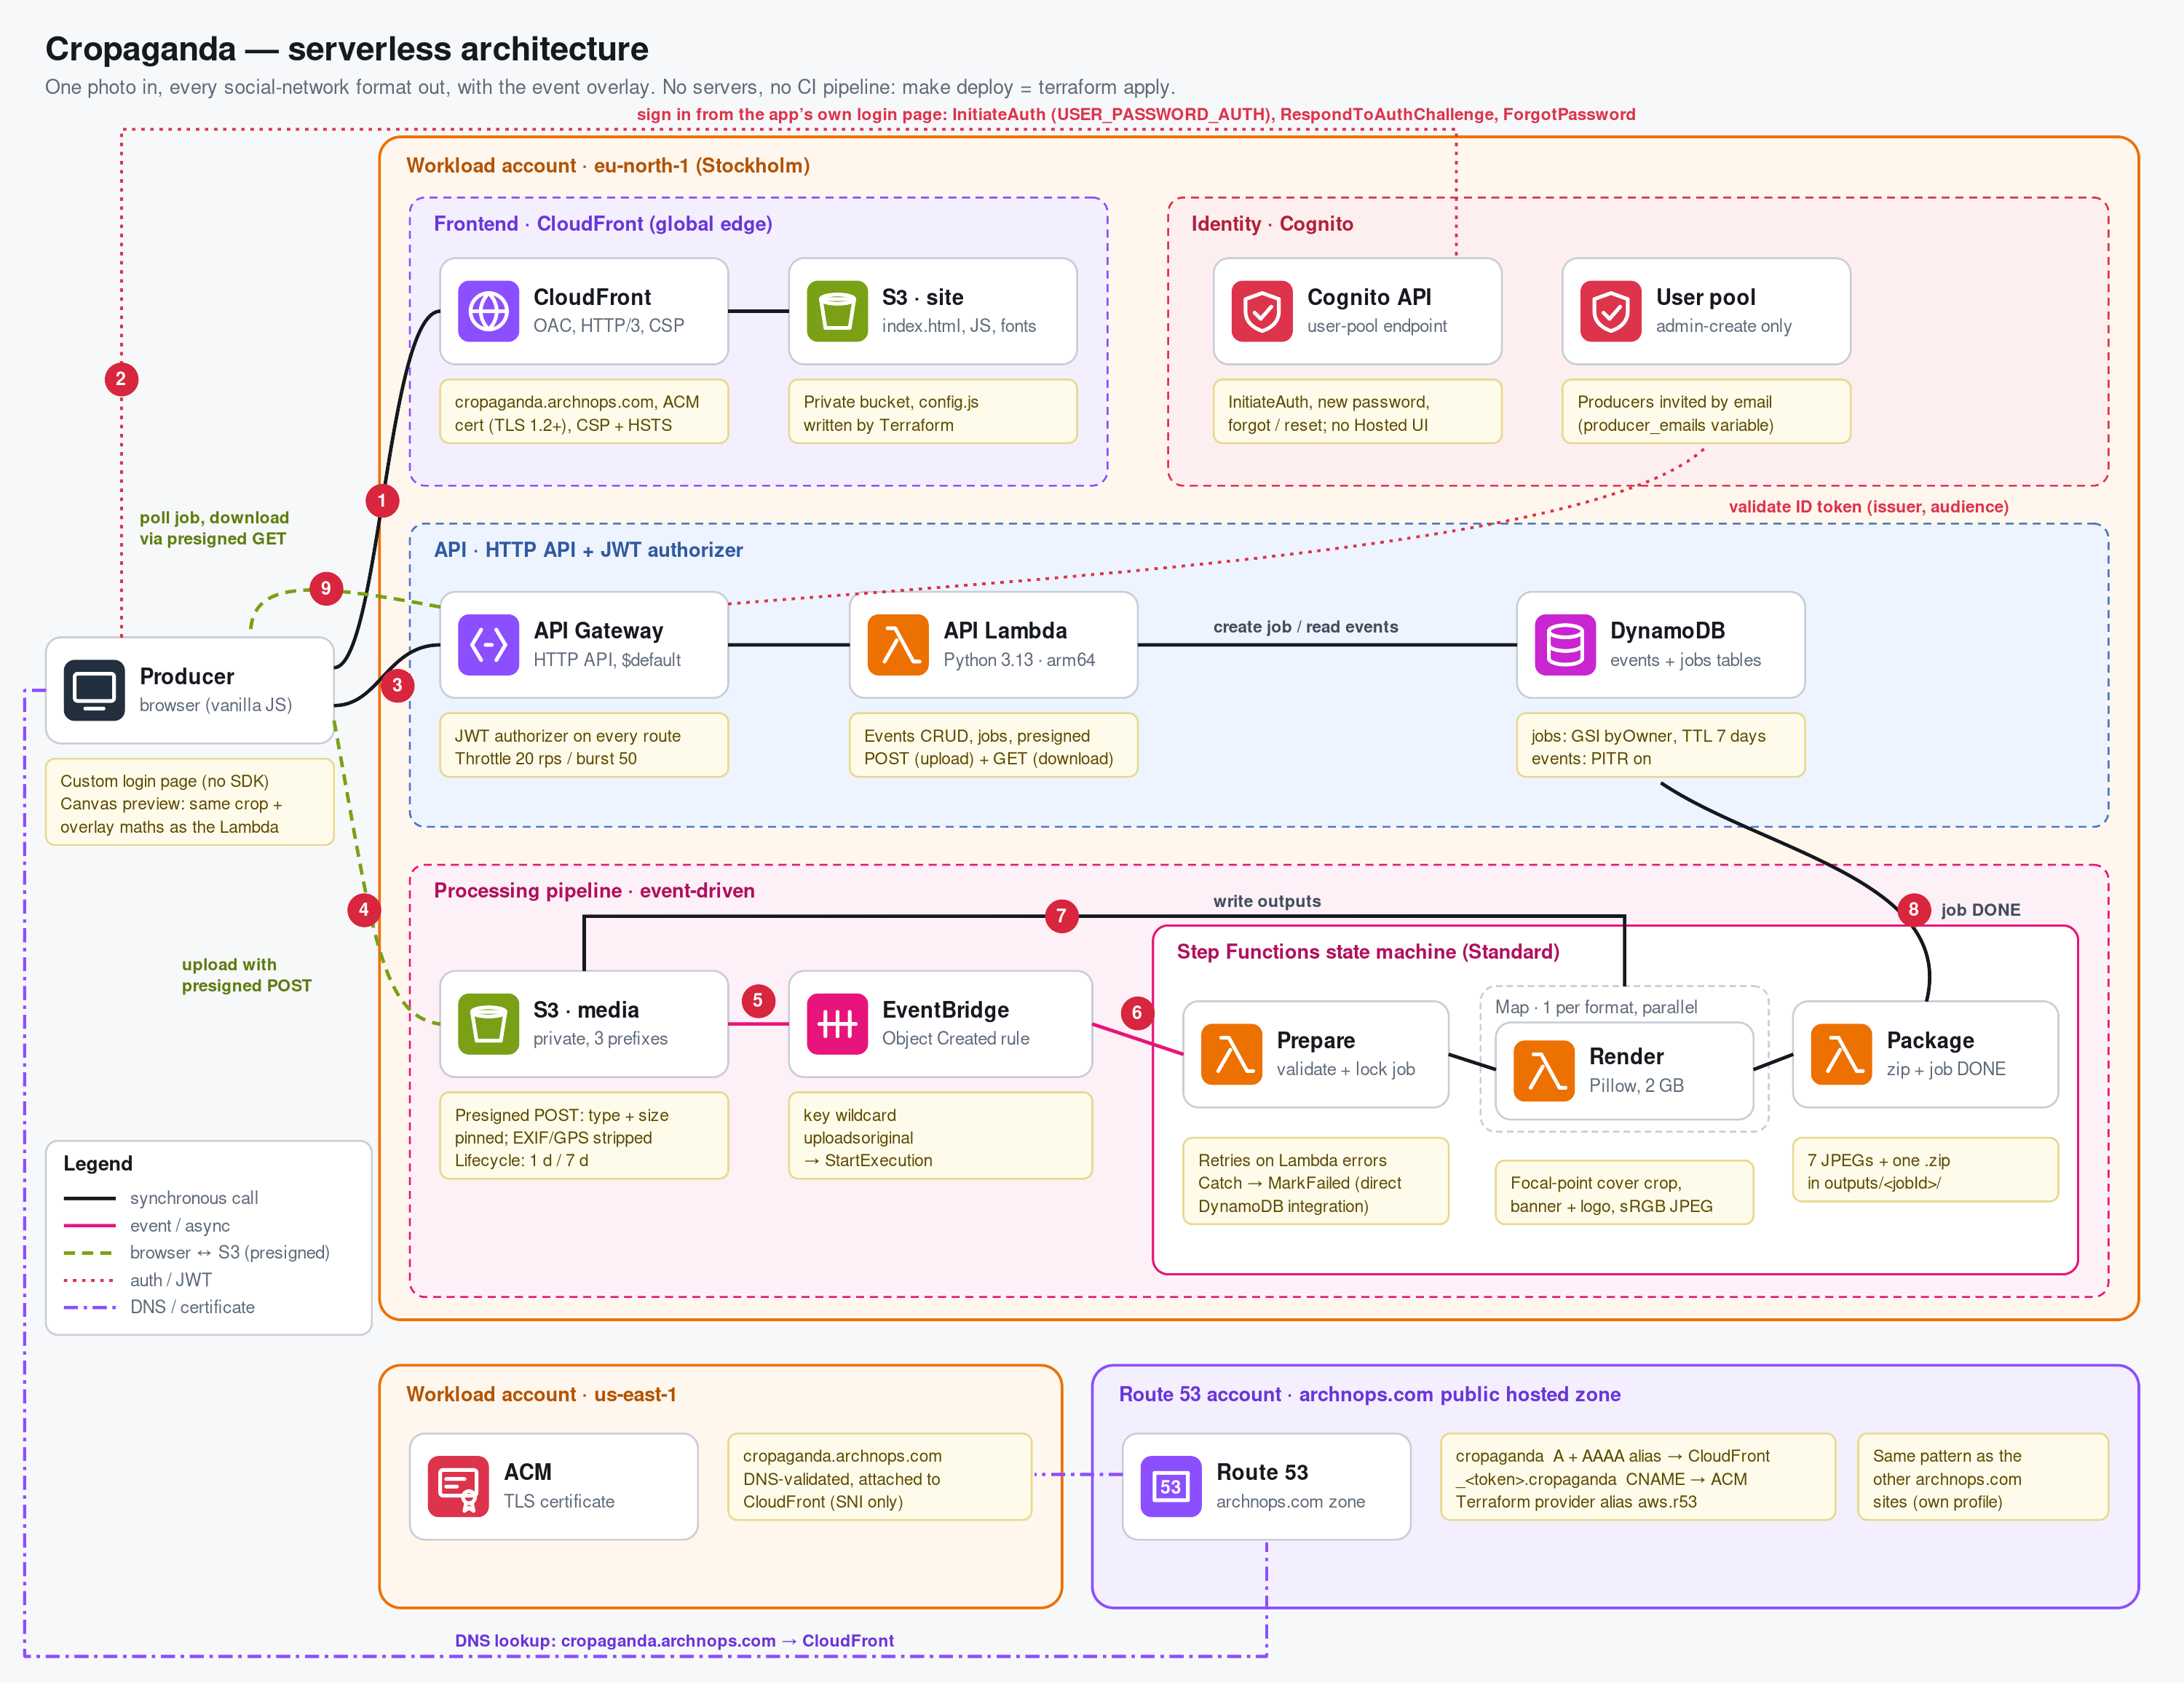 Cropaganda — serverless architecture
One photo in, every social-network format out, with the event overlay. No servers, no CI pipeline: make deploy = terraform apply.
sign in from the app's own login page: InitiateAuth (USER_PASSWORD_AUTH), RespondToAuthChallenge, ForgotPassword
Workload account · eu-north-1 (Stockholm)
Frontend · CloudFront (global edge)
CloudFront
OAC, HTTP/3, CSP
cropaganda.archnops.com, ACM
cert (TLS 1.2+), CSP + HSTS
S3 · site
index.html, JS, fonts
Private bucket, config.js
written by Terraform
Identity · Cognito
Cognito API
user-pool endpoint
InitiateAuth, new password,
forgot / reset; no Hosted UI
User pool
admin-create only
Producers invited by email
(producer_emails variable)
2
1
poll job, download
via presigned GET
validate ID token (issuer, audience)
9
3
Producer
browser (vanilla JS)
Custom login page (no SDK)
Canvas preview: same crop +
overlay maths as the Lambda
API · HTTP API + JWT authorizer
API Gateway
HTTP API, $default
JWT authorizer on every route
Throttle 20 rps / burst 50
API Lambda
Python 3.13 · arm64
Events CRUD, jobs, presigned
POST (upload) + GET (download)
create job / read events
DynamoDB
events + jobs tables
jobs: GSI byOwner, TTL 7 days
events: PITR on
4
upload with
presigned POST
Processing pipeline · event-driven
7
write outputs
8
job DONE
S3 · media
private, 3 prefixes
Presigned POST: type + size
pinned; EXIF/GPS stripped
Lifecycle: 1 d / 7 d
5
EventBridge
Object Created rule
key wildcard
uploadsoriginal
→ StartExecution
6
Step Functions state machine (Standard)
Prepare
validate + lock job
Retries on Lambda errors
Catch → MarkFailed (direct
DynamoDB integration)
Map · 1 per format, parallel
Render
Pillow, 2 GB
Focal-point cover crop,
banner + logo, sRGB JPEG
Package
zip + job DONE
7 JPEGs + one .zip
in outputs/<jobId>/
Legend
synchronous call
event / async
browser ↔ S3 (presigned)
auth / JWT
DNS / certificate
Workload account · us-east-1
ACM
TLS certificate
cropaganda.archnops.com
DNS-validated, attached to
CloudFront (SNI only)
Route 53 account · archnops.com public hosted zone
53
Route 53
archnops.com zone
cropaganda A + AAAA alias → CloudFront
_<token>.cropaganda CNAME → ACM
Terraform provider alias aws.r53
Same pattern as the
other archnops.com
sites (own profile)
DNS lookup: cropaganda.archnops.com → CloudFront